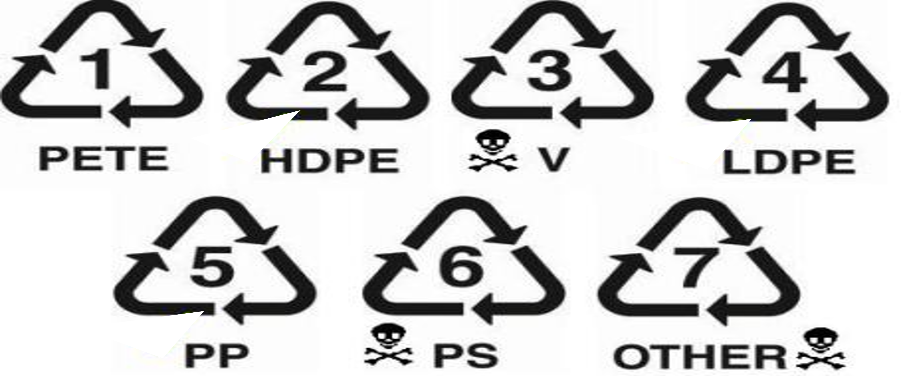 1 2 3 4
PETE HDPE V LDPE
5 6 7
PP PS OTHER